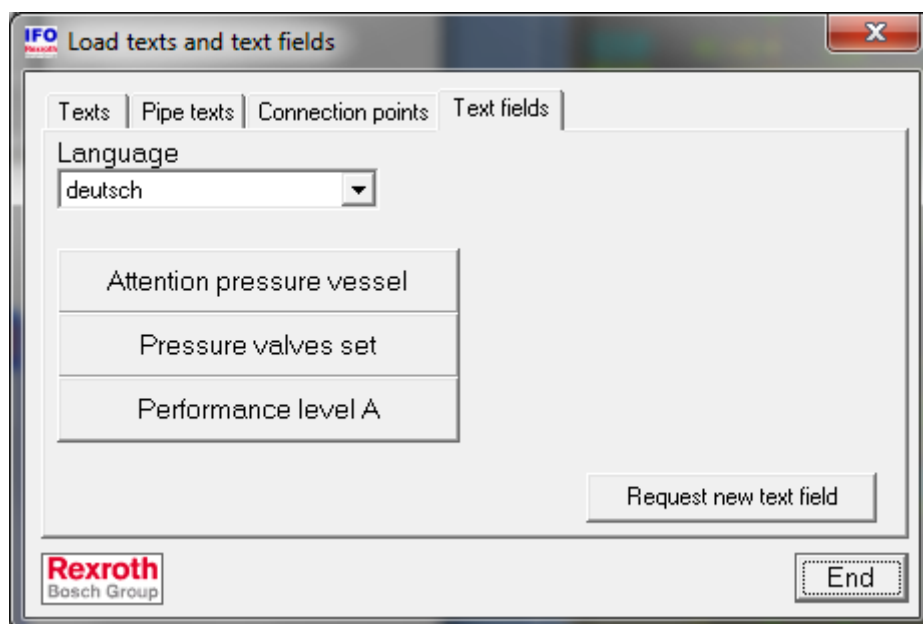 IFO
Rexroth
Load texts and text fields
Texts
Pipe texts
Connection points
Text fields
Language
deutsch
Attention pressure vessel
Pressure valves set
Performance level A
Request new text field
Rexroth
Bosch Group
End